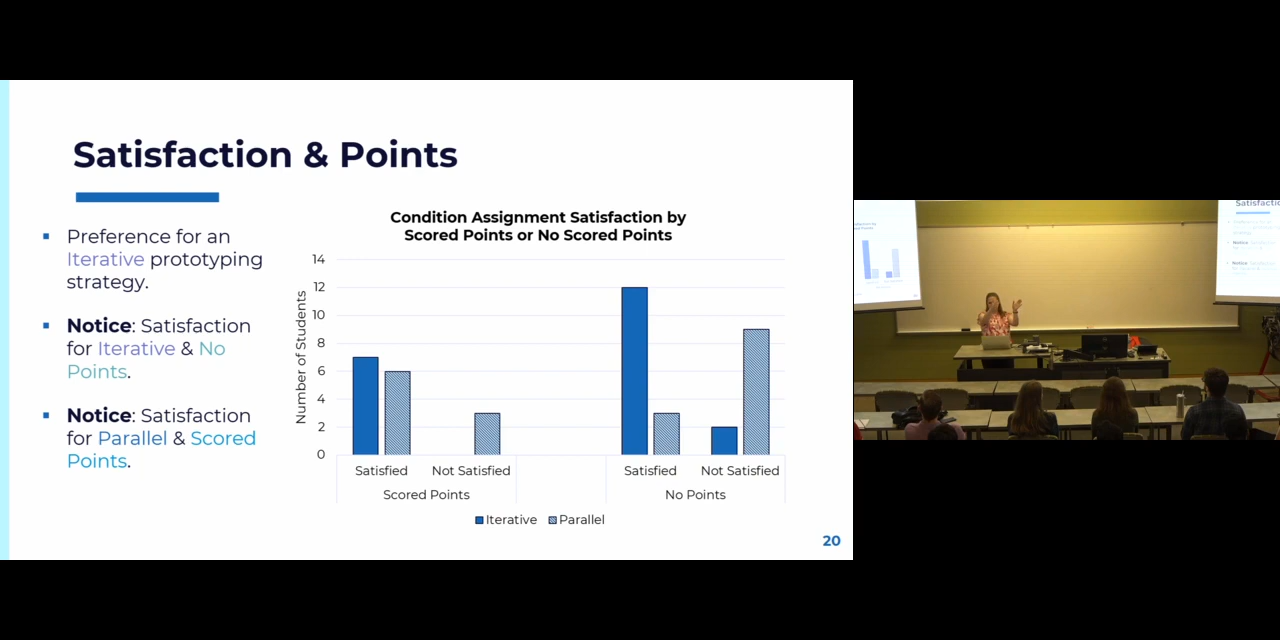 Satisfaction & Points
▪ Preference for an
Iterative prototyping
strategy.
▪ Notice: Satisfaction
for Iterative & No
Points.
▪ Notice: Satisfaction
for Parallel & Scored
Points.
Condition Assignment Satisfaction by
Scored Points or No Scored Points
Number of Students
14
12
10
8
6
4
2
0
Satisfied Not Satisfied Satisfied Not Satisfied
Scored Points No Points
Iterative Parallel
20
Satisfactio